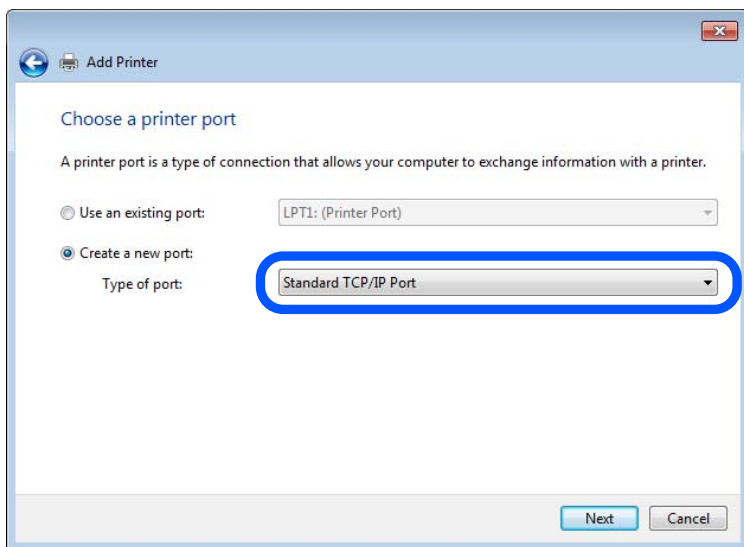 Add Printer
Choose a printer port
A printer port is a type of connection that allows your computer to exchange information with a printer.
Use an existing port: LPT1: (Printer Port)
Create a new port:
Type of port: Standard TCP/IP Port
Next Cancel